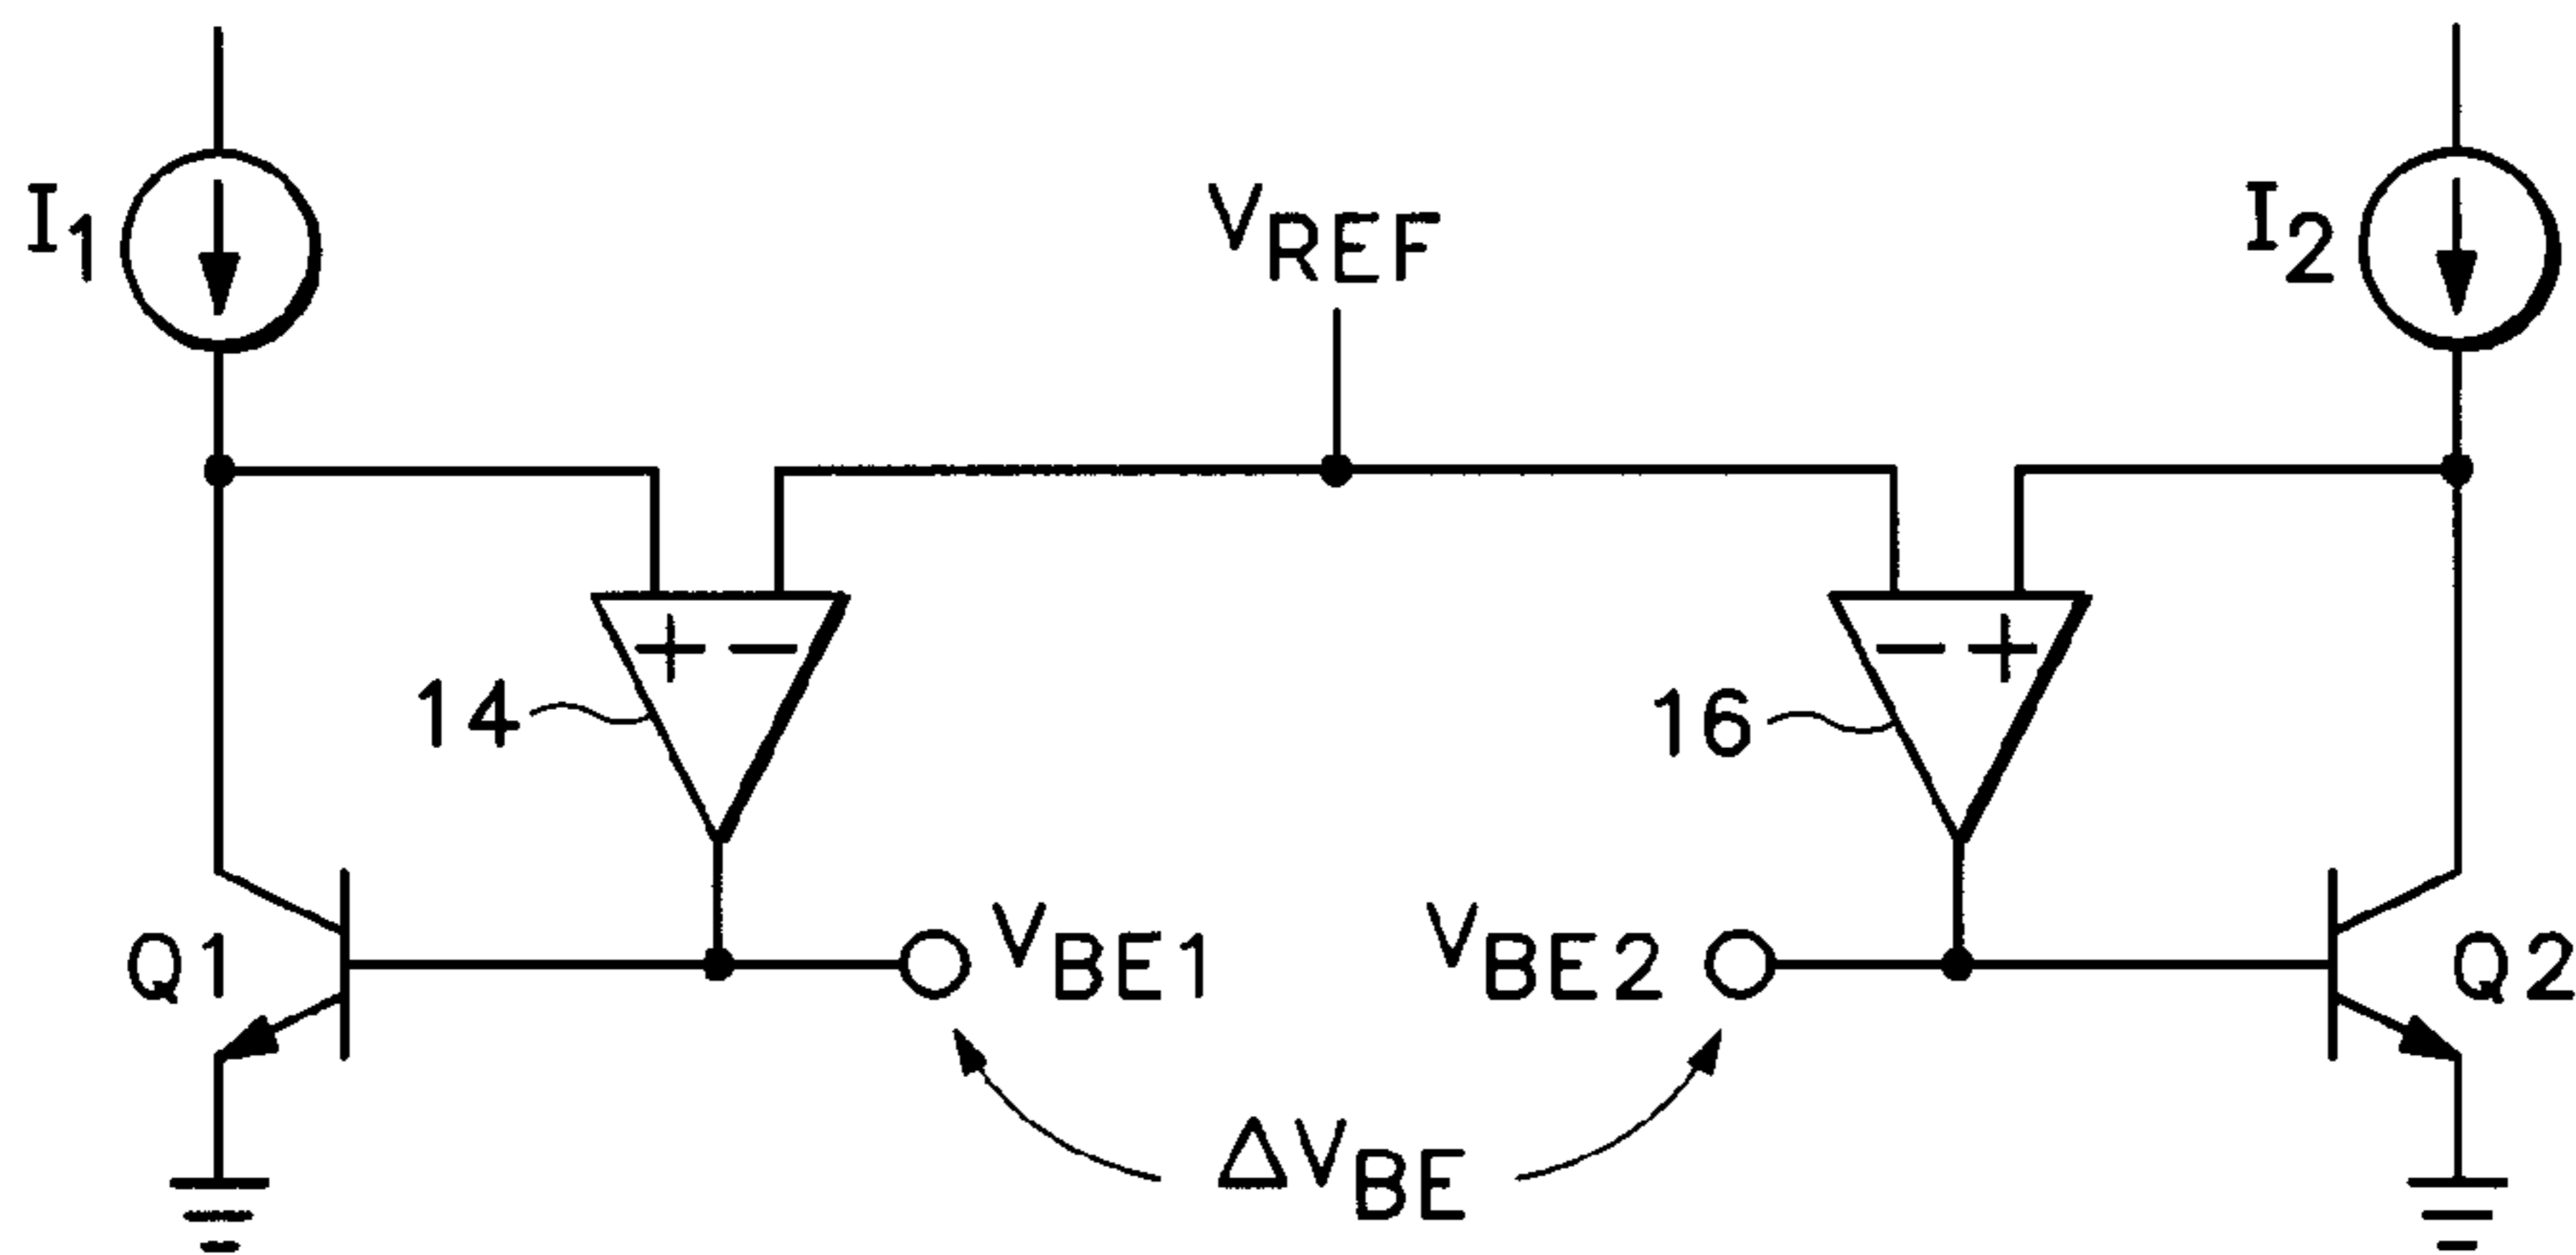 I1
I2
VREF
+ −
− +
14
16
Q1
VBE1
VBE2
Q2
ΔVBE